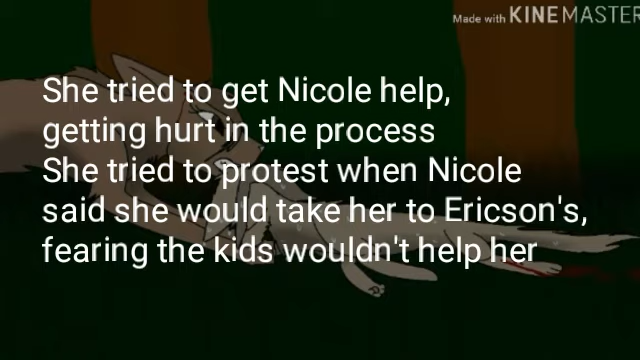 Made with KINEMASTER
She tried to get Nicole help,
getting hurt in the process
She tried to protest when Nicole
said she would take her to Ericson's,
fearing the kids wouldn't help her